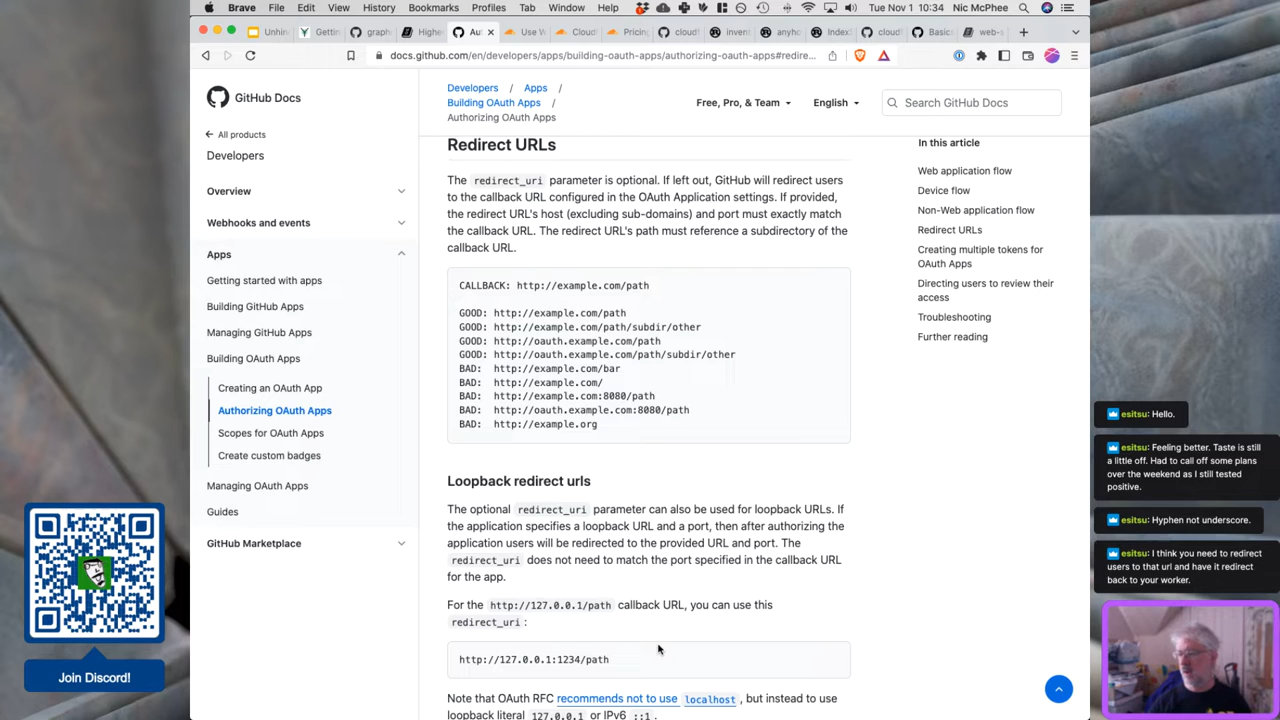 Brave File Edit View History Bookmarks Profiles Tab Window Help Tue Nov 1 10:34 Nic McPhee
Unhin Gettin graph Highe Au Use W Cloud Pricin cloudf inven anyho Index cloudf Basics web-s
docs.github.com/en/developers/apps/building-oauth-apps/authorizing-oauth-apps#redire...
GitHub Docs
All products
Developers
Overview
Webhooks and events
Apps
Getting started with apps
Building GitHub Apps
Managing GitHub Apps
Building OAuth Apps
Creating an OAuth App
Authorizing OAuth Apps
Scopes for OAuth Apps
Create custom badges
Managing OAuth Apps
Guides
GitHub Marketplace
Developers / Apps /
Building OAuth Apps /
Authorizing OAuth Apps
Free, Pro, & Team
English
Search GitHub Docs
Redirect URLs
The redirect_uri parameter is optional. If left out, GitHub will redirect users
to the callback URL configured in the OAuth Application settings. If provided,
the redirect URL's host (excluding sub-domains) and port must exactly match
the callback URL. The redirect URL's path must reference a subdirectory of the
callback URL.
CALLBACK: http://example.com/path
GOOD: http://example.com/path
GOOD: http://example.com/path/subdir/other
GOOD: http://oauth.example.com/path
GOOD: http://oauth.example.com/path/subdir/other
BAD: http://example.com/bar
BAD: http://example.com/
BAD: http://example.com:8080/path
BAD: http://oauth.example.com:8080/path
BAD: http://example.org
Loopback redirect urls
The optional redirect_uri parameter can also be used for loopback URLs. If
the application specifies a loopback URL and a port, then after authorizing the
application users will be redirected to the provided URL and port. The
redirect_uri does not need to match the port specified in the callback URL
for the app.
For the http://127.0.0.1/path callback URL, you can use this
redirect_uri :
http://127.0.0.1:1234/path
Note that OAuth RFC recommends not to use localhost , but instead to use
loopback literal 127.0.0.1 or IPv6 ::1 .
In this article
Web application flow
Device flow
Non-Web application flow
Redirect URLs
Creating multiple tokens for
OAuth Apps
Directing users to review their
access
Troubleshooting
Further reading
esitsu: Hello.
esitsu: Feeling better. Taste is still
a little off. Had to call off some plans
over the weekend as I still tested
positive.
esitsu: Hyphen not underscore.
esitsu: I think you need to redirect
users to that url and have it redirect
back to your worker.
Join Discord!